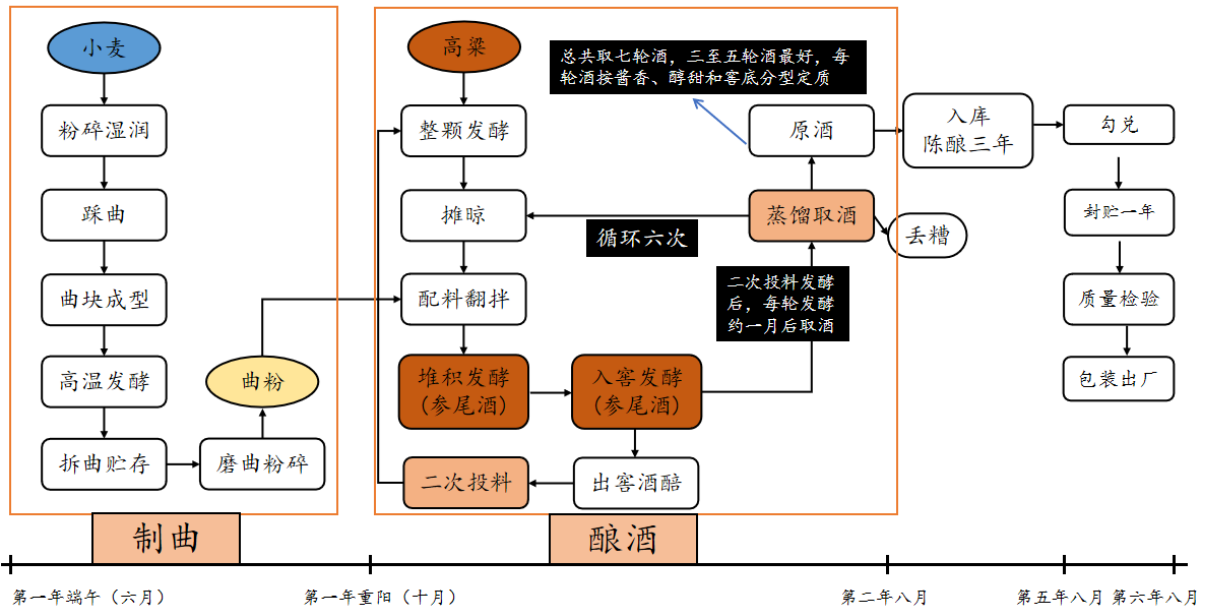 小麦
粉碎湿润
踩曲
曲块成型
高温发酵
拆曲贮存
磨曲粉碎
曲粉
制曲
高粱
整颗发酵
摊晾
配料翻拌
堆积发酵
(参尾酒)
入窖发酵
(参尾酒)
出窖酒醅
二次投料
二次投料发酵
后，每轮发酵
约一月后取酒
蒸馏取酒
循环六次
丢糟
原酒
总共取七轮酒，三至五轮酒最好，每
轮酒按酱香、醇甜和窖底分型定质
酿酒
入库
陈酿三年
勾兑
封贮一年
质量检验
包装出厂
第一年端午（六月）
第一年重阳（十月）
第二年八月
第五年八月
第六年八月